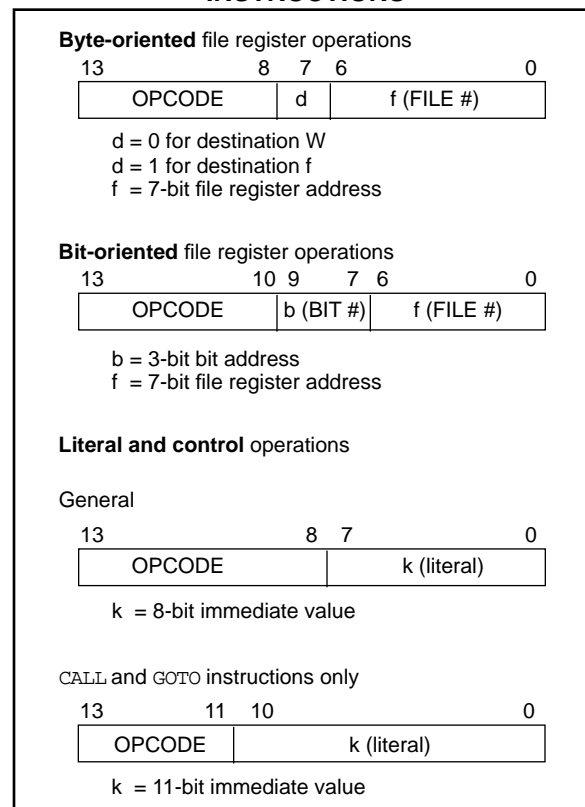 Byte-oriented file register operations
13 8 7 6 0
OPCODE d f (FILE #)
d = 0 for destination W
d = 1 for destination f
f = 7-bit file register address
Bit-oriented file register operations
13 10 9 7 6 0
OPCODE b (BIT #) f (FILE #)
b = 3-bit bit address
f = 7-bit file register address
Literal and control operations
General
13 8 7 0
OPCODE k (literal)
k = 8-bit immediate value
CALL and GOTO instructions only
13 11 10 0
OPCODE k (literal)
k = 11-bit immediate value